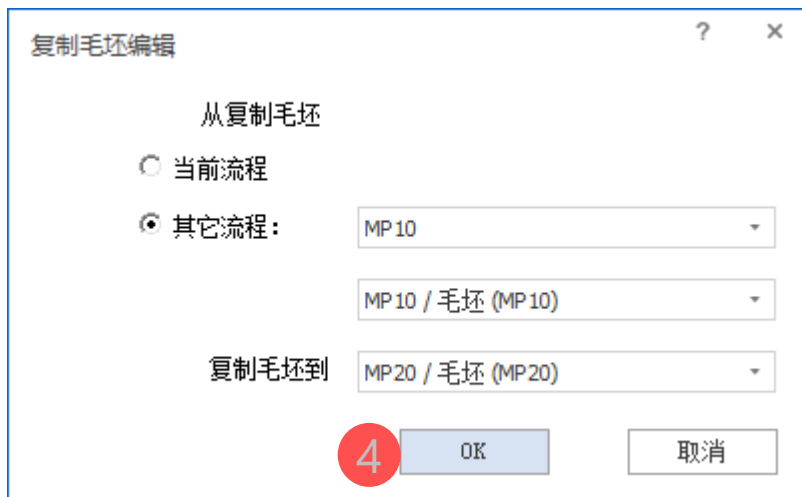 复制毛坯编辑 ? ×
从复制毛坯
当前流程
其它流程: MP10
MP10 / 毛坯 (MP10)
复制毛坯到 MP20 / 毛坯 (MP20)
4 OK 取消